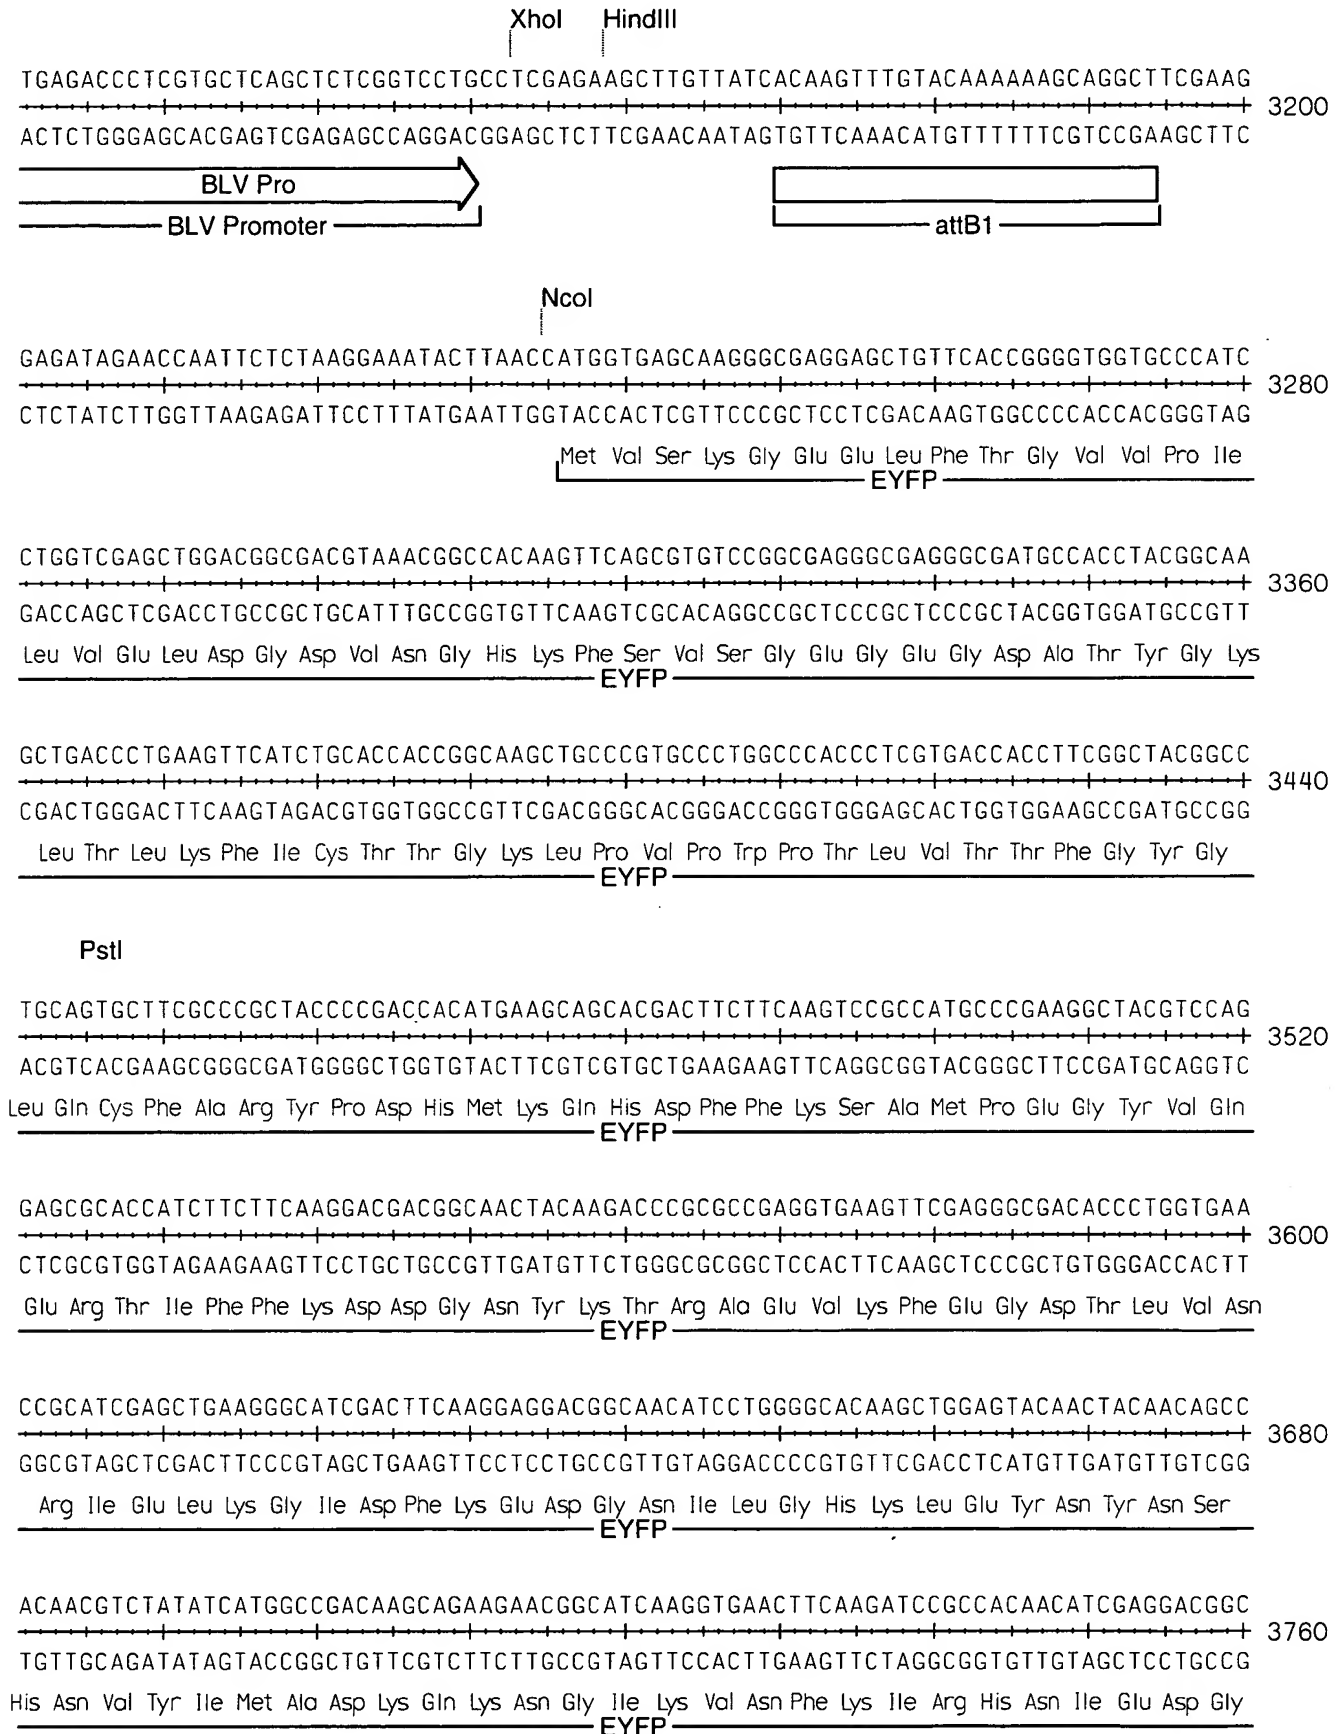 XhoI HindIII
TGAGACCCTCGTGCTCAGCTCTCGGTCCTGCCTCGAGAAGCTTGTTATCACAAGTTTGTACAAAAAAGCAGGCTTCGAAG
3200
ACTCTGGGAGCACGAGTCGAGAGCCAGGACGGAGCTCTTCGAACAATAGTGTTCAAACATGTTTTTTCGTCCGAAGCTTC
BLV Pro
BLV Promoter attB1
NcoI
GAGATAGAACCAATTCTCTAAGGAAATACTTAACCATGGTGAGCAAGGGCGAGGAGCTGTTCACCGGGGTGGTGCCCATC
3280
CTCTATCTTGGTTAAGAGATTCCTTTATGAATTGGTACCACTCGTTCCCGCTCCTCGACAAGTGGCCCCACCACGGGTAG
Met Val Ser Lys Gly Glu Glu Leu Phe Thr Gly Val Val Pro Ile
EYFP
CTGGTCGAGCTGGACGGCGACGTAAACGGCCACAAGTTCAGCGTGTCCGGCGAGGGCGAGGGCGATGCCACCTACGGCAA
3360
GACCAGCTCGACCTGCCGCTGCATTTGCCGGTGTTCAAGTCGCACAGGCCGCTCCCGCTCCCGCTACGGTGGATGCCGTT
Leu Val Glu Leu Asp Gly Asp Val Asn Gly His Lys Phe Ser Val Ser Gly Glu Gly Glu Gly Asp Ala Thr Tyr Gly Lys
EYFP
GCTGACCCTGAAGTTCATCTGCACCACCGGCAAGCTGCCCGTGCCCTGGCCCACCCTCGTGACCACCTTCGGCTACGGCC
3440
CGACTGGGACTTCAAGTAGACGTGGTGGCCGTTCGACGGGCACGGGACCGGGTGGGAGCACTGGTGGAAGCCGATGCCGG
Leu Thr Leu Lys Phe Ile Cys Thr Thr Gly Lys Leu Pro Val Pro Trp Pro Thr Leu Val Thr Thr Phe Gly Tyr Gly
EYFP
PstI
TGCAGTGCTTCGCCCGCTACCCCGACCACATGAAGCAGCACGACTTCTTCAAGTCCGCCATGCCCGAAGGCTACGTCCAG
3520
ACGTCACGAAGCGGGCGATGGGGCTGGTGTACTTCGTCGTGCTGAAGAAGTTCAGGCGGTACGGGCTTCCGATGCAGGTC
Leu Gln Cys Phe Ala Arg Tyr Pro Asp His Met Lys Gln His Asp Phe Phe Lys Ser Ala Met Pro Glu Gly Tyr Val Gln
EYFP
GAGCGCACCATCTTCTTCAAGGACGACGGCAACTACAAGACCCGCGCCGAGGTGAAGTTCGAGGGCGACACCCTGGTGAA
3600
CTCGCGTGGTAGAAGAAGTTCCTGCTGCCGTTGATGTTCTGGGCGCGGCTCCACTTCAAGCTCCCGCTGTGGGACCACTT
Glu Arg Thr Ile Phe Phe Lys Asp Asp Gly Asn Tyr Lys Thr Arg Ala Glu Val Lys Phe Glu Gly Asp Thr Leu Val Asn
EYFP
CCGCATCGAGCTGAAGGGCATCGACTTCAAGGAGGACGGCAACATCCTGGGGCACAAGCTGGAGTACAACTACAACAGCC
3680
GGCGTAGCTCGACTTCCCGTAGCTGAAGTTCCTCCTGCCGTTGTAGGACCCCGTGTTCGACCTCATGTTGATGTTGTCGG
Arg Ile Glu Leu Lys Gly Ile Asp Phe Lys Glu Asp Gly Asn Ile Leu Gly His Lys Leu Glu Tyr Asn Tyr Asn Ser
EYFP
ACAACGTCTATATCATGGCCGACAAGCAGAAGAACGGCATCAAGGTGAACTTCAAGATCCGCCACAACATCGAGGACGGC
3760
TGTTGCAGATATAGTACCGGCTGTTCGTCTTCTTGCCGTAGTTCCACTTGAAGTTCTAGGCGGTGTTGTAGCTCCTGCCG
His Asn Val Tyr Ile Met Ala Asp Lys Gln Lys Asn Gly Ile Lys Val Asn Phe Lys Ile Arg His Asn Ile Glu Asp Gly
EYFP